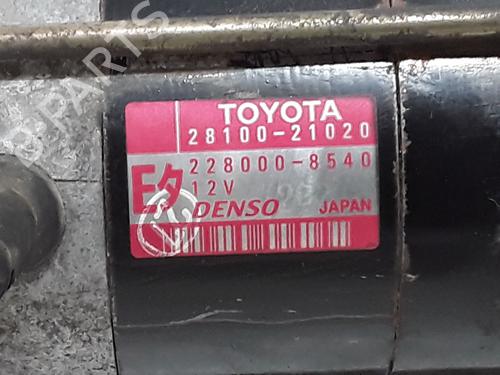 TOYOTA
28100-21020
228000-8540
12V
DENSO JAPAN